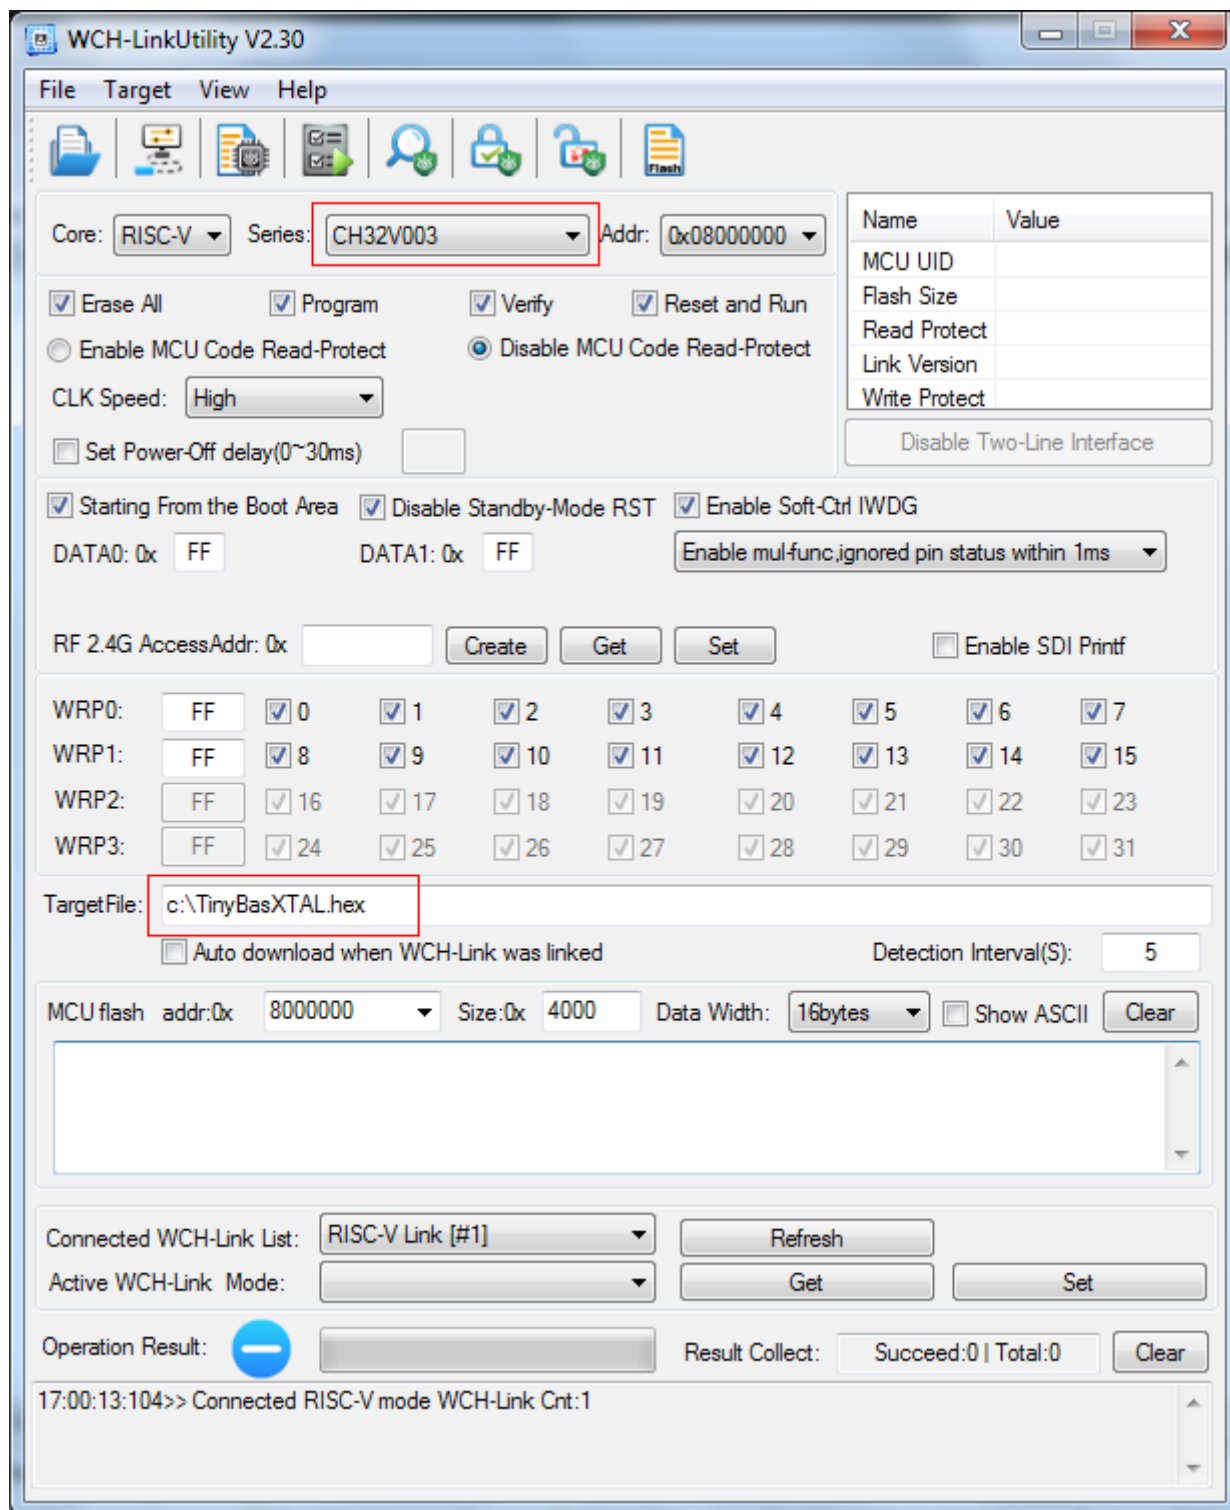 WCH-LinkUtility V2.30
File Target View Help
Flash
Core: RISC-V Series: CH32V003 Addr: 0x08000000
Name Value
MCU UID
Flash Size
Read Protect
Link Version
Write Protect
Erase All Program Verify Reset and Run
Enable MCU Code Read-Protect Disable MCU Code Read-Protect
CLK Speed: High
Disable Two-Line Interface
Set Power-Off delay(0~30ms)
Starting From the Boot Area Disable Standby-Mode RST Enable Soft-Ctrl IWDG
DATA0: 0x FF DATA1: 0x FF Enable mul-func,ignored pin status within 1ms
RF 2.4G AccessAddr: 0x Create Get Set Enable SDI Printf
WRP0: FF 0 1 2 3 4 5 6 7
WRP1: FF 8 9 10 11 12 13 14 15
WRP2: FF 16 17 18 19 20 21 22 23
WRP3: FF 24 25 26 27 28 29 30 31
TargetFile: c:\TinyBasXTAL.hex
Auto download when WCH-Link was linked Detection Interval(S): 5
MCU flash addr:0x 8000000 Size:0x 4000 Data Width: 16bytes Show ASCII Clear
Connected WCH-Link List: RISC-V Link [#1] Refresh
Active WCH-Link Mode: Get Set
Operation Result: Result Collect: Succeed:0 | Total:0 Clear
17:00:13:104>> Connected RISC-V mode WCH-Link Cnt:1